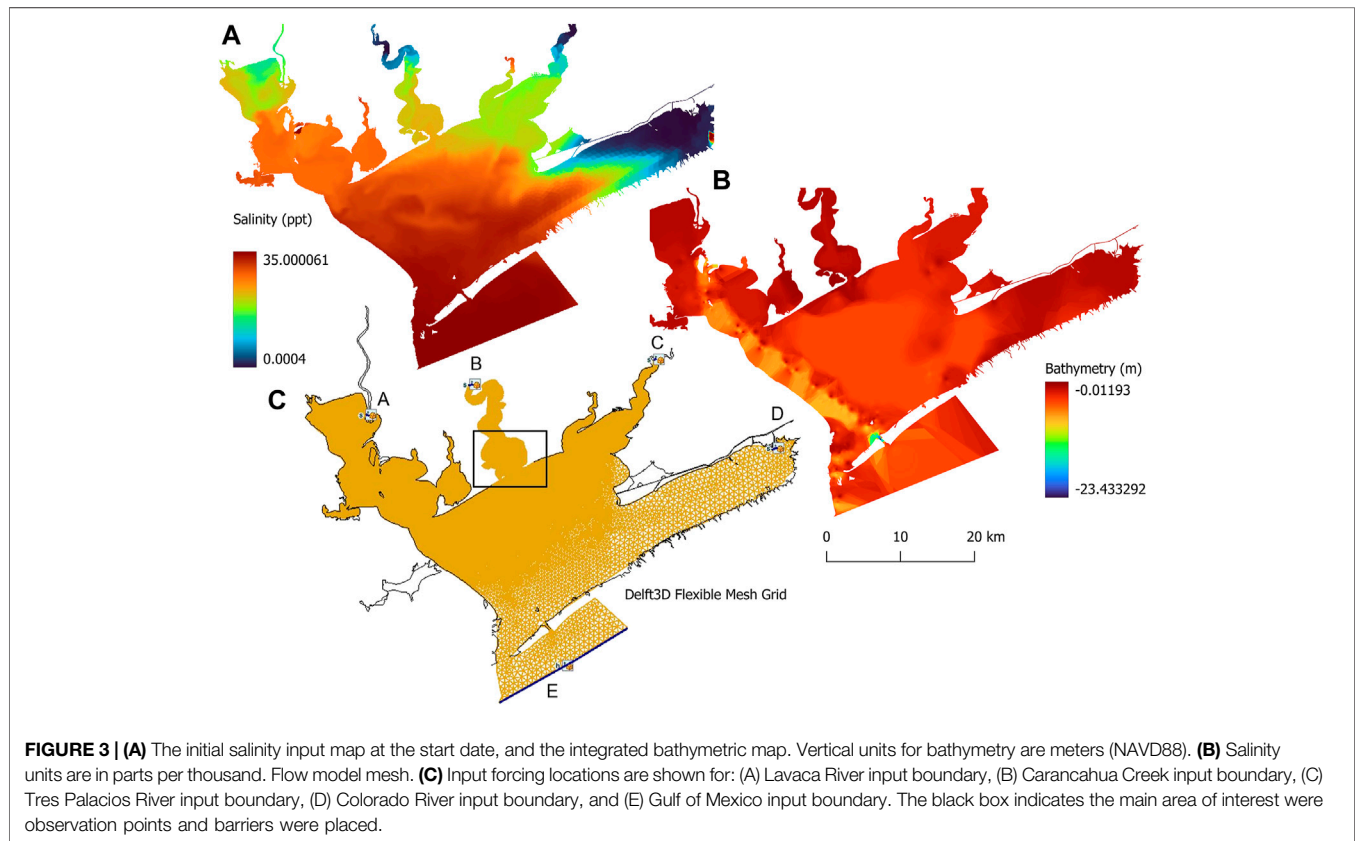 A
B
Salinity (ppt)
35.000061
0.0004
Bathymetry (m)
-0.01193
-23.433292
0 10 20 km
C
A
B
C
D
E
Delft3D Flexible Mesh Grid
FIGURE 3 | (A) The initial salinity input map at the start date, and the integrated bathymetric map. Vertical units for bathymetry are meters (NAVD88). (B) Salinity
units are in parts per thousand. Flow model mesh. (C) Input forcing locations are shown for: (A) Lavaca River input boundary, (B) Carancahua Creek input boundary, (C)
Tres Palacios River input boundary, (D) Colorado River input boundary, and (E) Gulf of Mexico input boundary. The black box indicates the main area of interest were
observation points and barriers were placed.